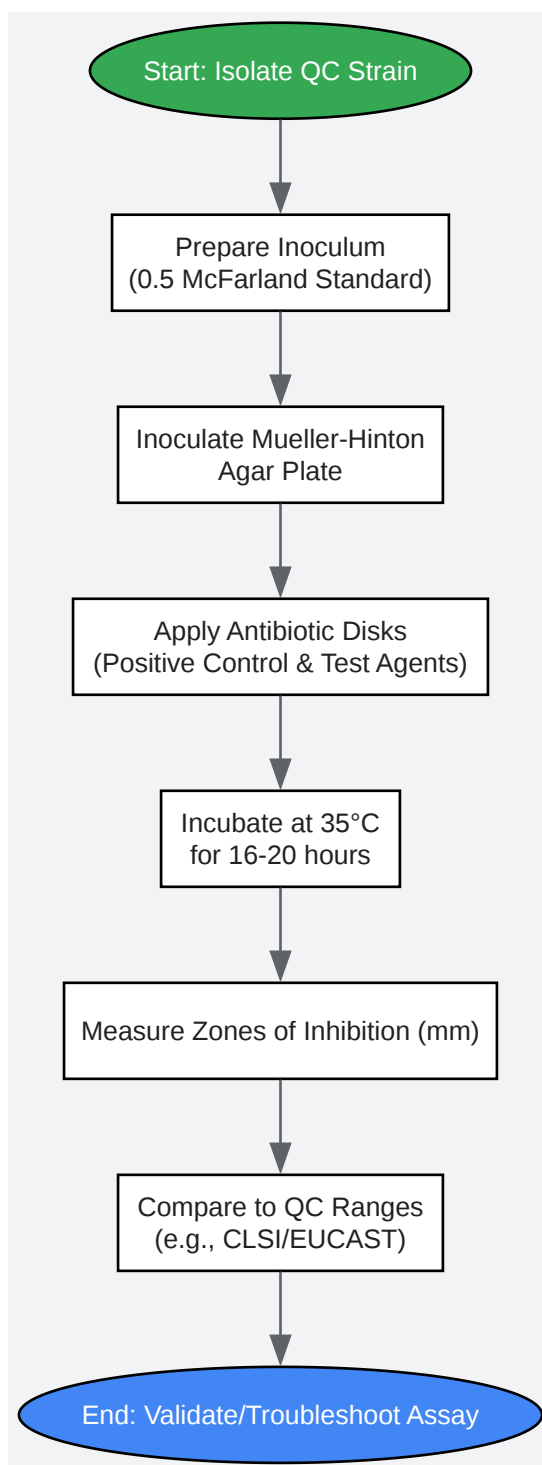 Start: Isolate QC Strain
Prepare Inoculum
(0.5 McFarland Standard)
Inoculate Mueller-Hinton
Agar Plate
Apply Antibiotic Disks
(Positive Control & Test Agents)
Incubate at 35°C
for 16-20 hours
Measure Zones of Inhibition (mm)
Compare to QC Ranges
(e.g., CLSI/EUCAST)
End: Validate/Troubleshoot Assay